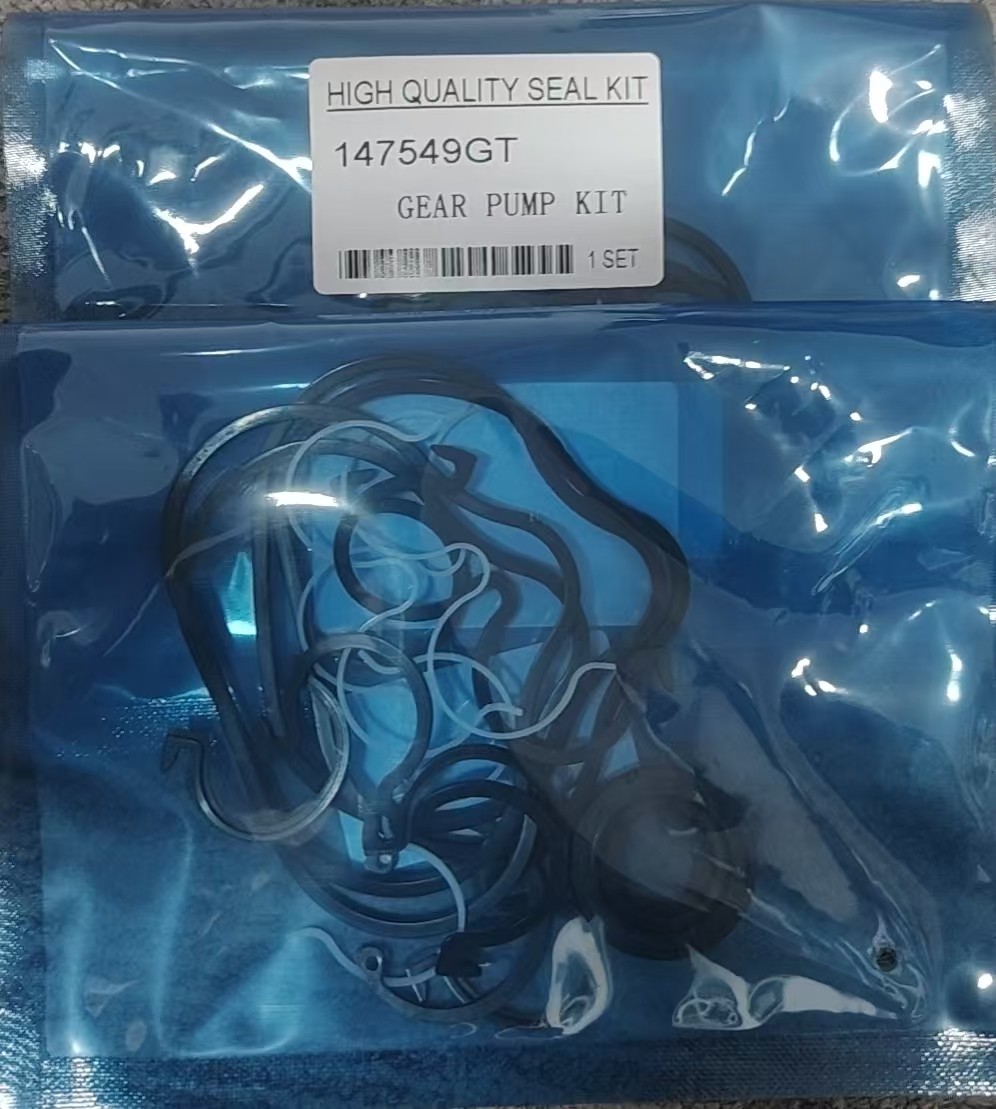 HIGH QUALITY SEAL KIT
147549GT
GEAR PUMP KIT
1 SET